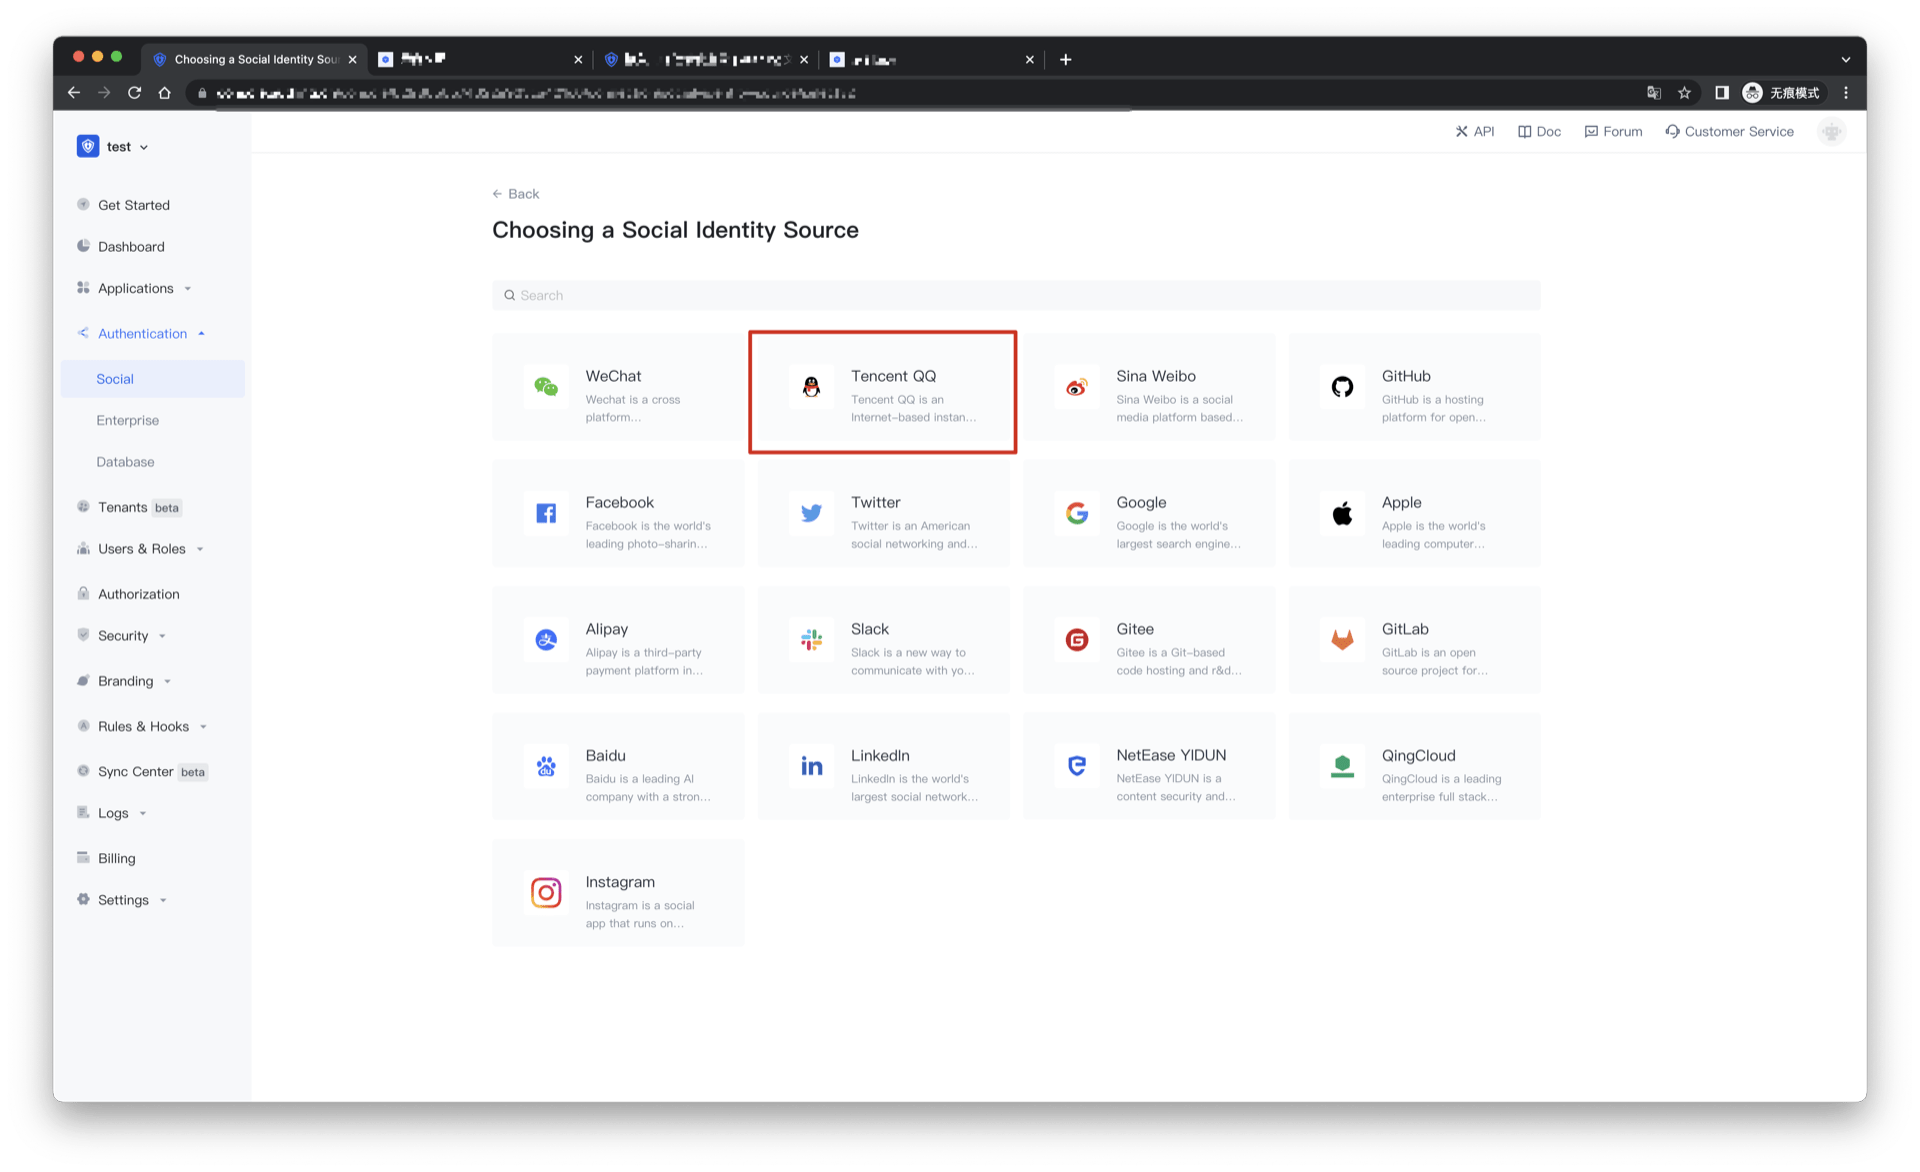 Choosing a Social Identity Sou
无痕模式
test
API
Doc
Forum
Customer Service
Get Started
Dashboard
Applications
Authentication
Social
Enterprise
Database
Tenants beta
Users & Roles
Authorization
Security
Branding
Rules & Hooks
Sync Center beta
Logs
Billing
Settings
Back
Choosing a Social Identity Source
Search
WeChat
Wechat is a cross
platform...
Tencent QQ
Tencent QQ is an
Internet-based instan...
Sina Weibo
Sina Weibo is a social
media platform based...
GitHub
GitHub is a hosting
platform for open...
Facebook
Facebook is the world's
leading photo-sharin...
Twitter
Twitter is an American
social networking and...
Google
Google is the world's
largest search engine...
Apple
Apple is the world's
leading computer...
Alipay
Alipay is a third-party
payment platform in...
Slack
Slack is a new way to
communicate with yo...
Gitee
Gitee is a Git-based
code hosting and r&d...
GitLab
GitLab is an open
source project for...
Baidu
Baidu is a leading AI
company with a stron...
LinkedIn
LinkedIn is the world's
largest social network...
NetEase YIDUN
NetEase YIDUN is a
content security and...
QingCloud
QingCloud is a leading
enterprise full stack...
Instagram
Instagram is a social
app that runs on...